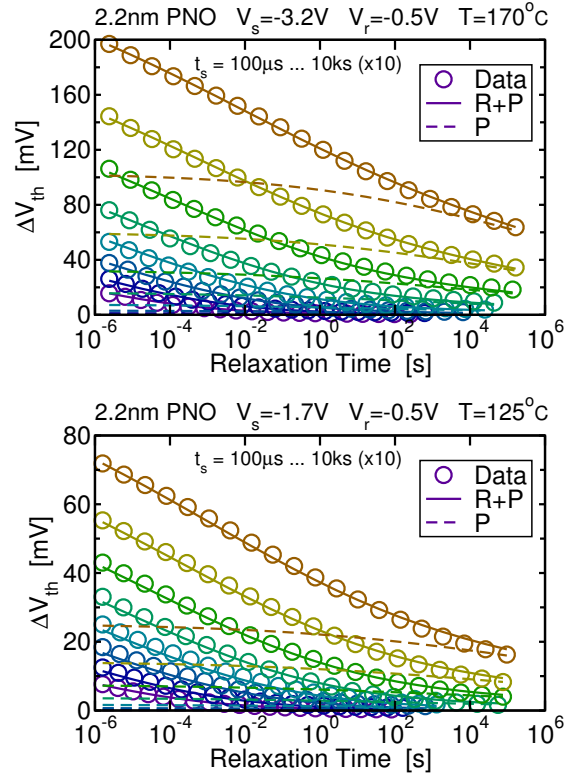 2.2nm PNO V_s=-3.2V V_r=-0.5V T=170°C
t_s = 100μs ... 10ks (x10)
Data
R+P
P
200
160
120
80
40
0
ΔV_th [mV]
10^-6 10^-4 10^-2 10^0 10^2 10^4 10^6
Relaxation Time [s]
2.2nm PNO V_s=-1.7V V_r=-0.5V T=125°C
t_s = 100μs ... 10ks (x10)
Data
R+P
P
80
60
40
20
0
ΔV_th [mV]
10^-6 10^-4 10^-2 10^0 10^2 10^4 10^6
Relaxation Time [s]